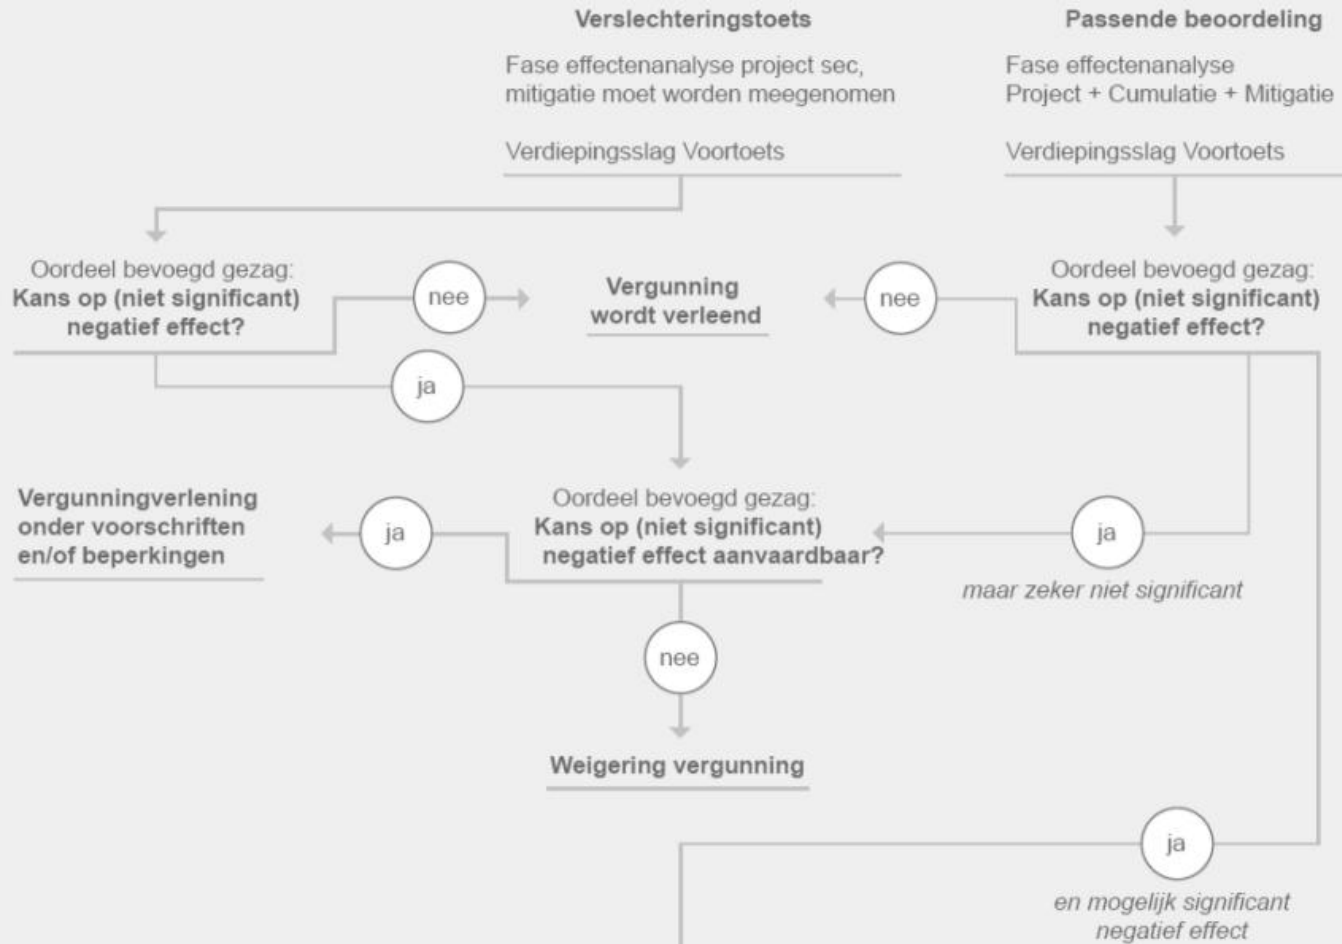 Verslechteringstoets
Fase effectenanalyse project sec,
mitigatie moet worden meegenomen
Verdiepingsslag Voortoets
Passende beoordeling
Fase effectenanalyse
Project + Cumulatie + Mitigatie
Verdiepingsslag Voortoets
Oordeel bevoegd gezag:
Kans op (niet significant)
negatief effect?
nee
Vergunning
wordt verleend
nee
Oordeel bevoegd gezag:
Kans op (niet significant)
negatief effect?
ja
Vergunningverlening
onder voorschriften
en/of beperkingen
ja
Oordeel bevoegd gezag:
Kans op (niet significant)
negatief effect aanvaardbaar?
ja
maar zeker niet significant
nee
Weigering vergunning
ja
en mogelijk significant
negatief effect